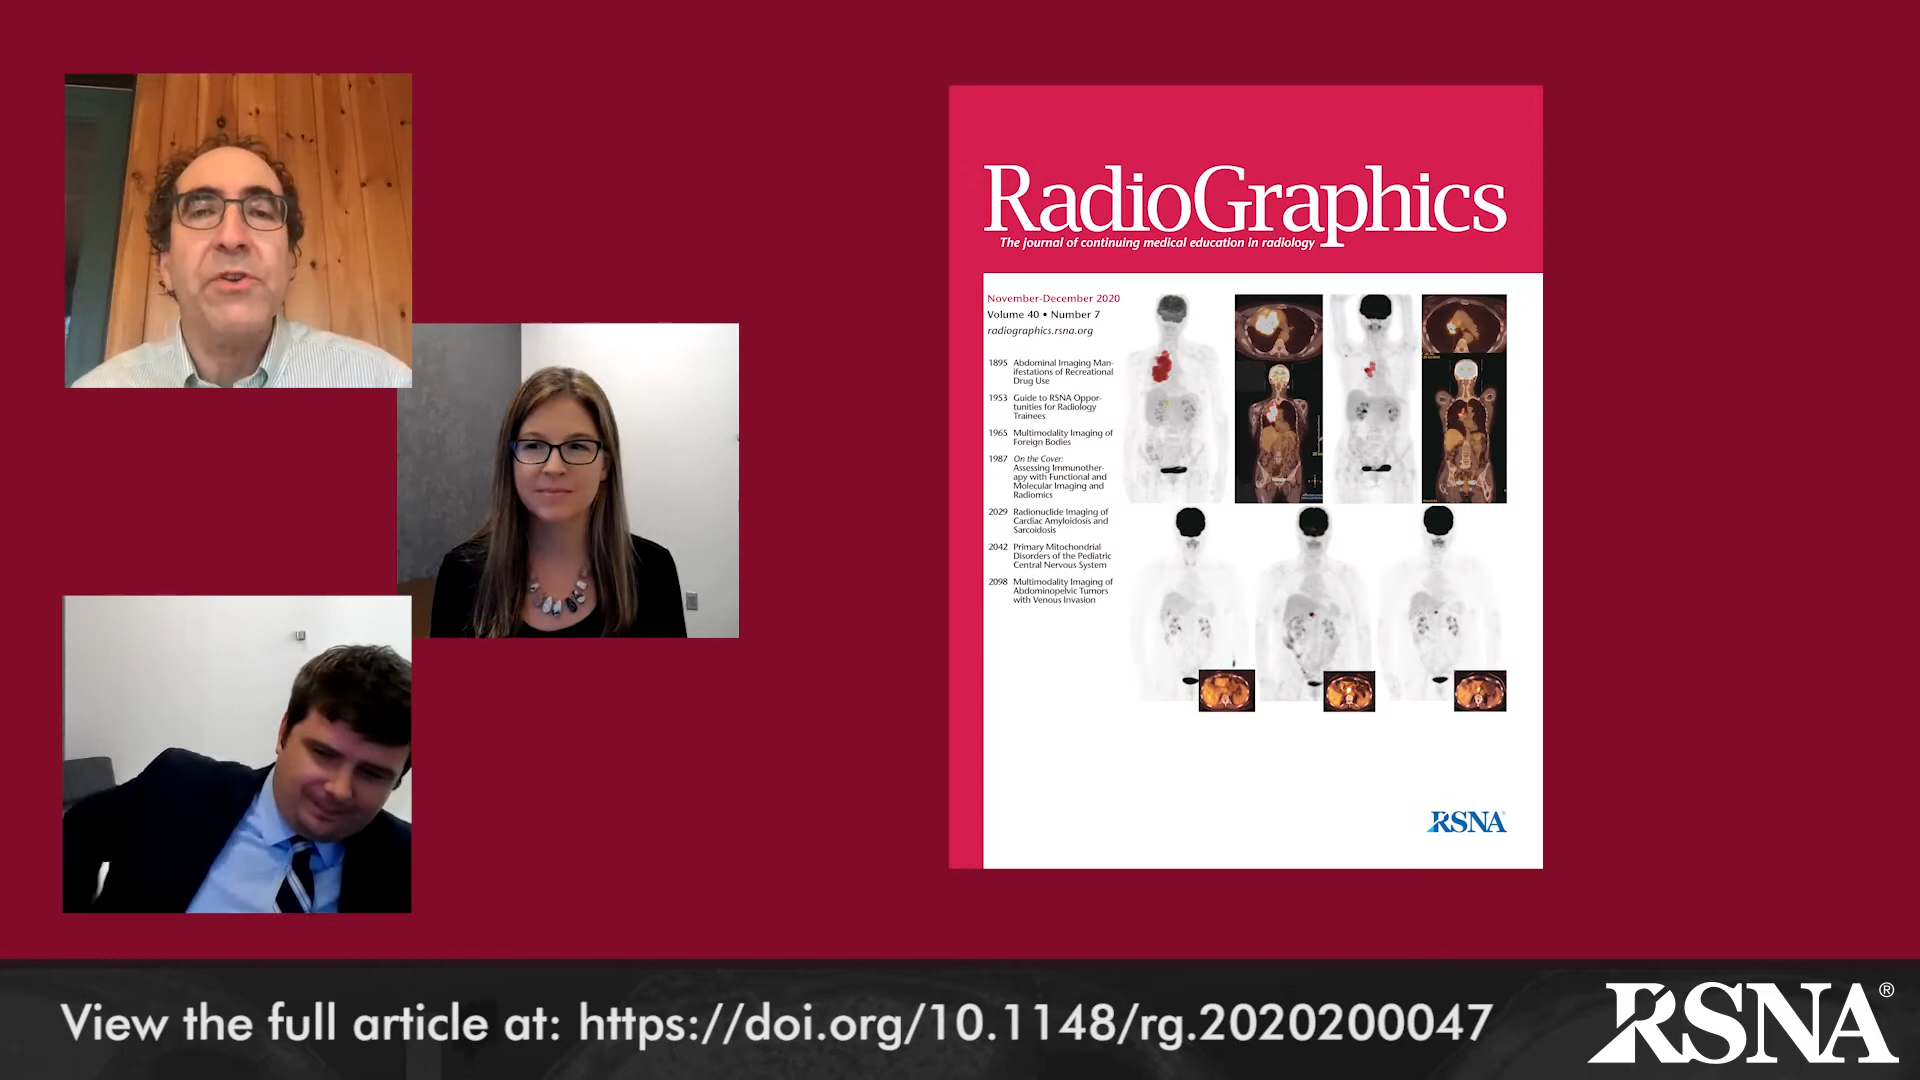 RadioGraphics
The journal of continuing medical education in radiology
November-December 2020
Volume 40 • Number 7
radiographics.rsna.org
1895 Abdominal Imaging Man-
ifestations of Recreational
Drug Use
1953 Guide to RSNA Oppor-
tunities for Radiology
Trainees
1965 Multimodality Imaging of
Foreign Bodies
1987 On the Cover:
Assessing Immunother-
apy with Functional and
Molecular Imaging and
Radiomics
2029 Radionuclide Imaging of
Cardiac Amyloidosis and
Sarcoidosis
2042 Primary Mitochondrial
Disorders of the Pediatric
Central Nervous System
2098 Multimodality Imaging of
Abdominopelvic Tumors
with Venous Invasion
RSNA®
View the full article at: https://doi.org/10.1148/rg.2020200047
RSNA®